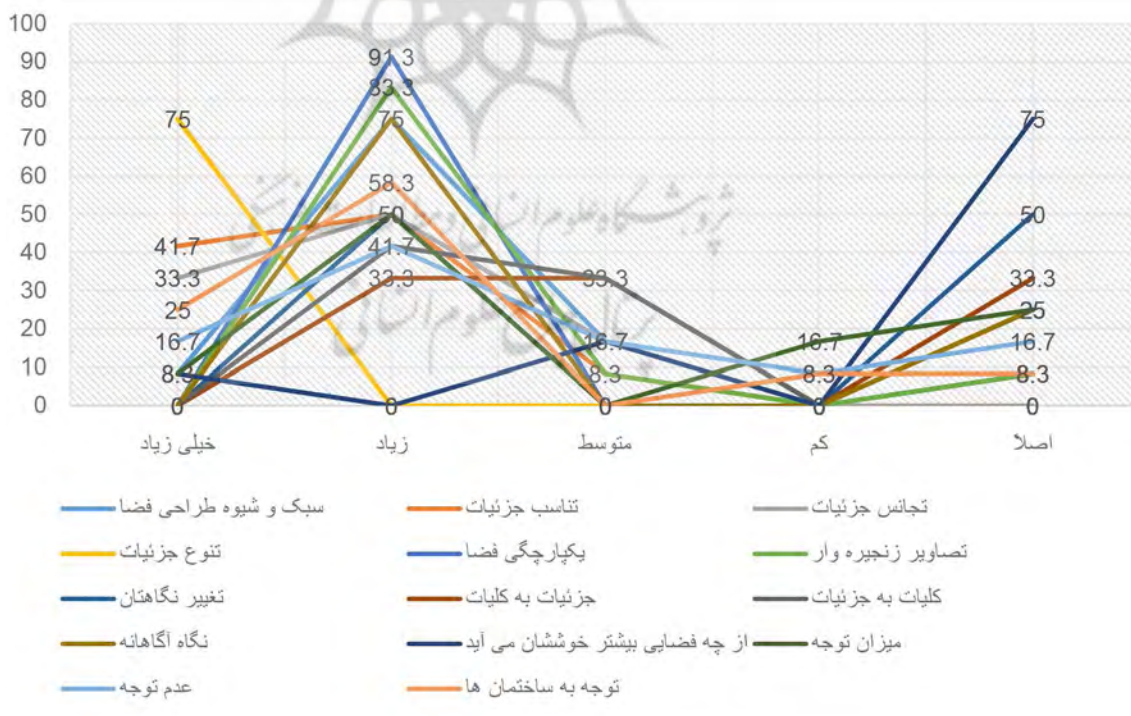 100
90
80
70
60
50
40
30
20
10
0
75
41.7
33.3
25
16.7
8.3
0
91.3
83.3
75
58.3
50
41.7
33.3
0
33.3
16.7
8.3
0
16.7
8.3
0
75
50
33.3
25
16.7
8.3
0
خیلی زیاد
زیاد
متوسط
کم
اصلا
سبک و شیوه طراحی فضا
تناسب جزئیات
تجانس جزئیات
تنوع جزئیات
یکپارچگی فضا
تصاویر زنجیره وار
تغییر نگاهتان
جزئیات به کلیات
کلیات به جزئیات
نگاه آگاهانه
از چه فضایی بیشتر خوششان می آید
میزان توجه
عدم توجه
توجه به ساختمان ها